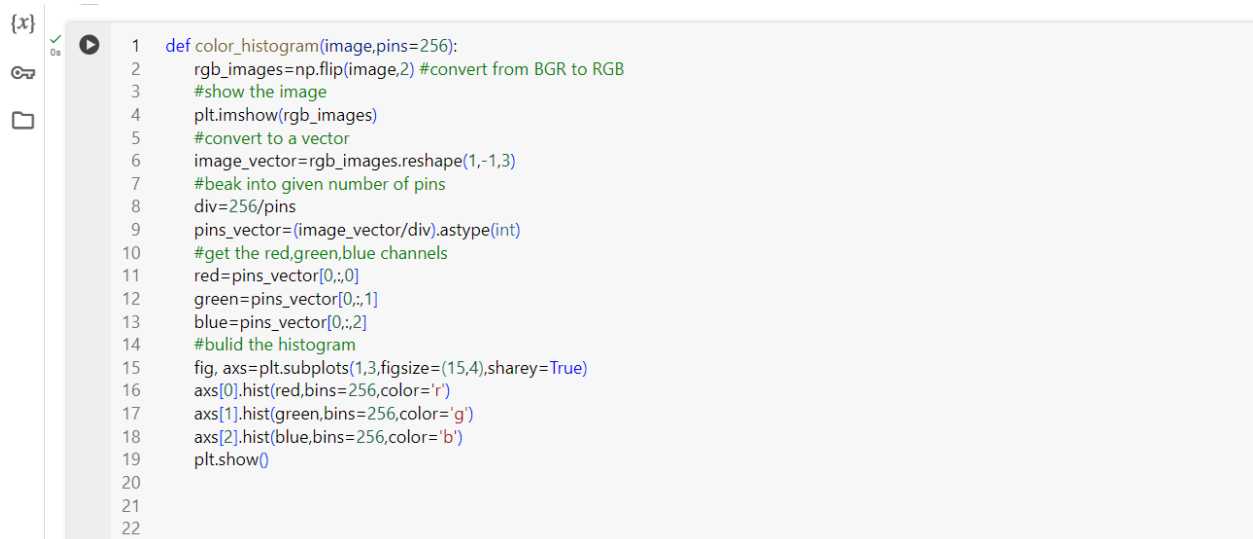 {x}
0s
1 def color_histogram(image,pins=256):
2 rgb_images=np.flip(image,2) #convert from BGR to RGB
3 #show the image
4 plt.imshow(rgb_images)
5 #convert to a vector
6 image_vector=rgb_images.reshape(1,-1,3)
7 #beak into given number of pins
8 div=256/pins
9 pins_vector=(image_vector/div).astype(int)
10 #get the red,green,blue channels
11 red=pins_vector[0,:,0]
12 green=pins_vector[0,:,1]
13 blue=pins_vector[0,:,2]
14 #bulid the histogram
15 fig, axs=plt.subplots(1,3,figsize=(15,4),sharey=True)
16 axs[0].hist(red,bins=256,color='r')
17 axs[1].hist(green,bins=256,color='g')
18 axs[2].hist(blue,bins=256,color='b')
19 plt.show()
20
21
22